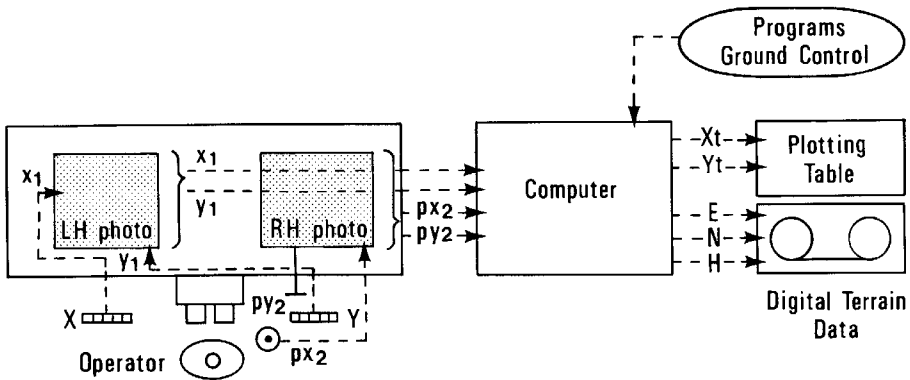 Programs
Ground Control
x1
x1
y1
LH photo
RH photo
y1
px2
py2
Computer
Xt
Yt
Plotting
Table
E
N
H
Digital Terrain
Data
X
py2
Y
px2
Operator